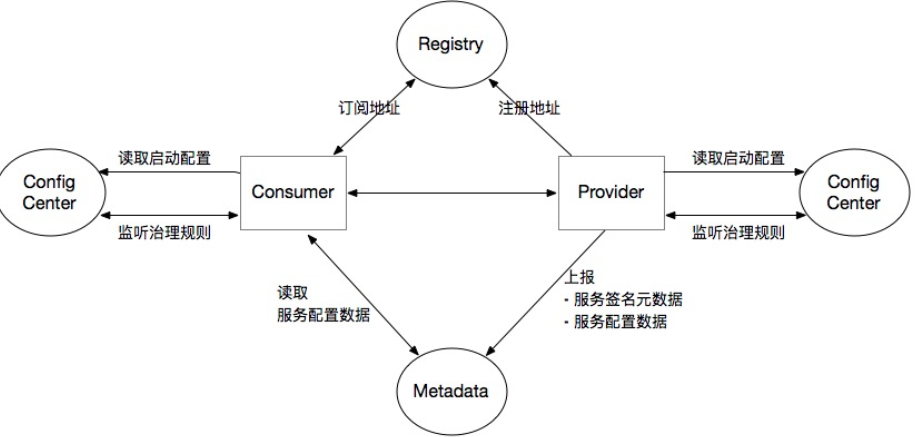 Registry
订阅地址
注册地址
读取启动配置
读取启动配置
Config
Center
Consumer
Provider
Config
Center
监听治理规则
监听治理规则
读取
服务配置数据
上报
- 服务签名元数据
- 服务配置数据
Metadata